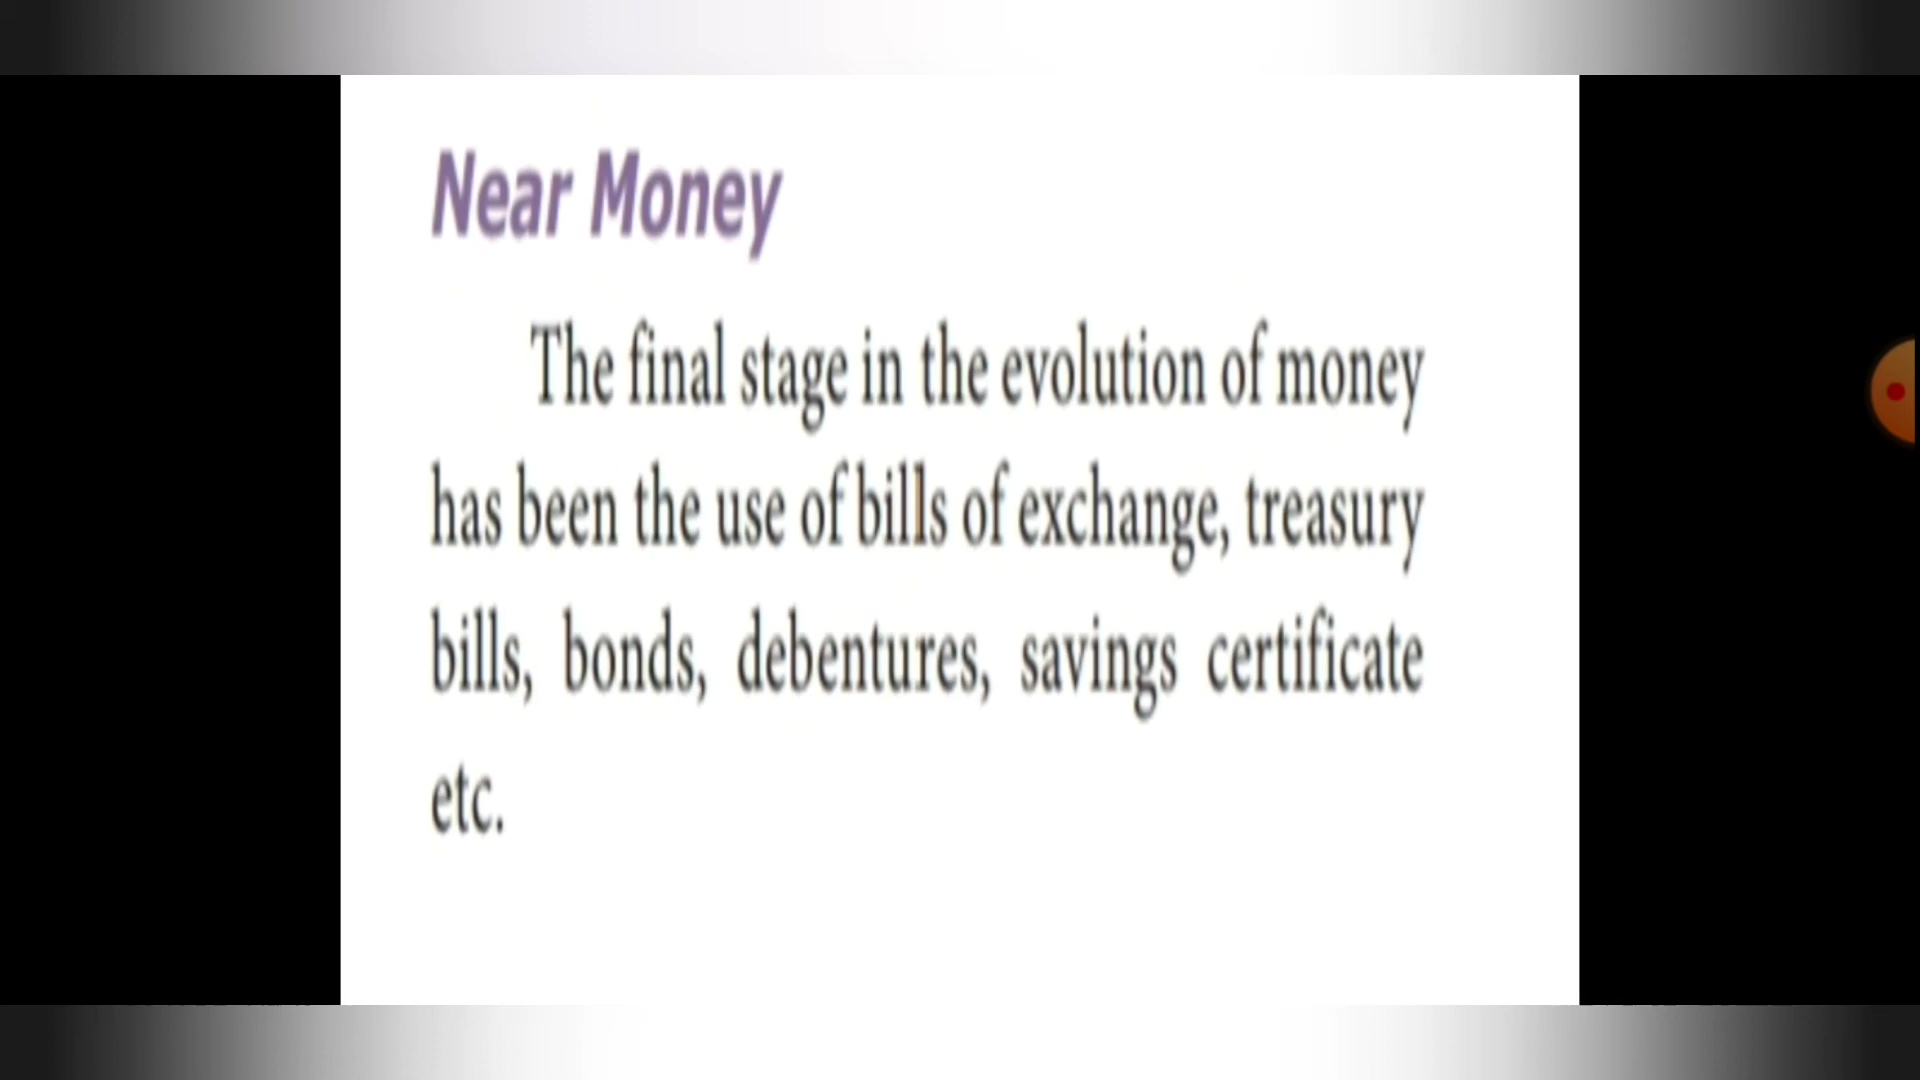 Near Money
The final stage in the evolution of money
has been the use of bills of exchange, treasury
bills, bonds, debentures, savings certificate
etc.